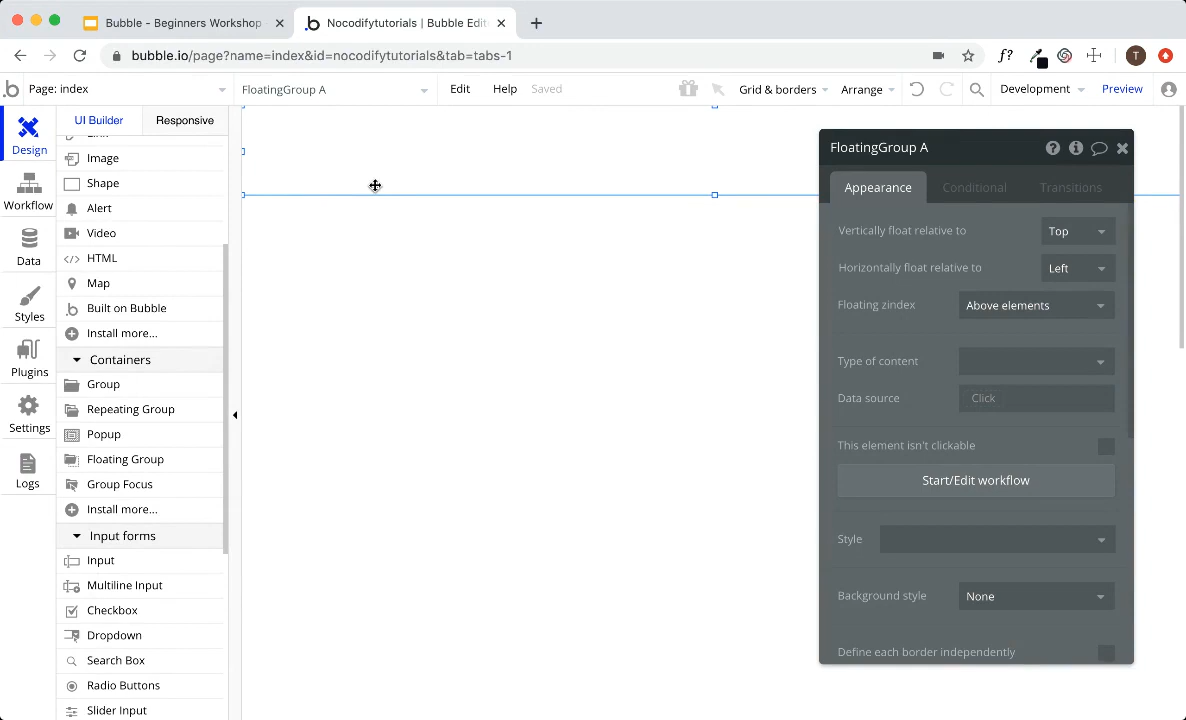 Bubble - Beginners Workshop
Nocodifytutorials | Bubble Edit
bubble.io/page?name=index&id=nocodifytutorials&tab=tabs-1
f?
T
Page: index
FloatingGroup A
Edit
Help
Saved
Grid & borders
Arrange
Development
Preview
UI Builder
Responsive
Design
Workflow
Data
Styles
Plugins
Settings
Logs
Image
Shape
Alert
Video
HTML
Map
Built on Bubble
Install more...
Containers
Group
Repeating Group
Popup
Floating Group
Group Focus
Install more...
Input forms
Input
Multiline Input
Checkbox
Dropdown
Search Box
Radio Buttons
Slider Input
FloatingGroup A
Appearance
Conditional
Transitions
Vertically float relative to
Top
Horizontally float relative to
Left
Floating zindex
Above elements
Type of content
Data source
Click
This element isn't clickable
Start/Edit workflow
Style
Background style
None
Define each border independently